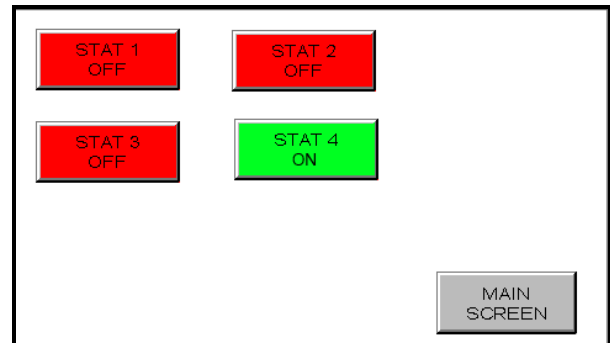 STAT 1
OFF
STAT 2
OFF
STAT 3
OFF
STAT 4
ON
MAIN
SCREEN